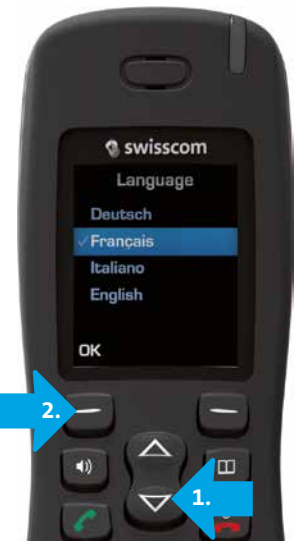 swisscom
Language
Deutsch
Français
Italiano
English
OK
2.
1.